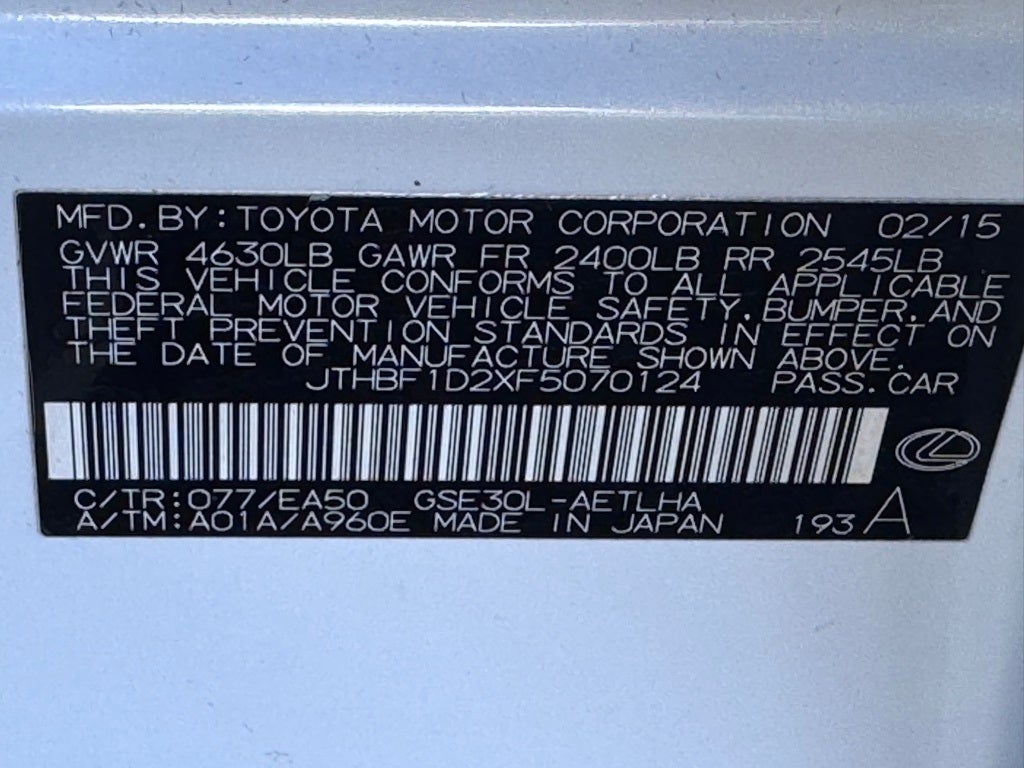 MFD. BY: TOYOTA MOTOR CORPORATION 02/15
GVWR 4630LB GAWR FR 2400LB RR 2545LB
THIS VEHICLE CONFORMS TO ALL APPLICABLE
FEDERAL MOTOR VEHICLE SAFETY, BUMPER, AND
THEFT PREVENTION STANDARDS IN EFFECT ON
THE DATE OF MANUFACTURE SHOWN ABOVE.
JTHBF1D2XF5070124 PASS. CAR
C/TR: 077/EA50 GSE30L-AETLHA
A/TM: A01A/A960E MADE IN JAPAN 193 A